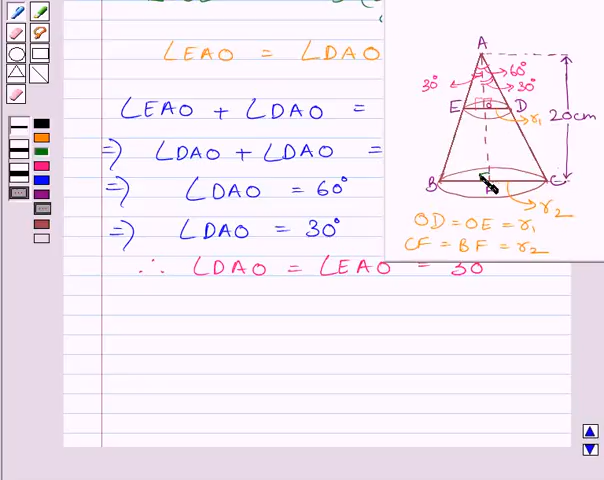 ∠EAO = ∠DAO
∠EAO + ∠DAO =
⇒ ∠DAO + ∠DAO =
⇒ ∠DAO = 60°
⇒ ∠DAO = 30°
∴ ∠DAO = ∠EAO = 30
A
60°
30°
30°
E
O
D
r₁
20cm
B
F
C
r₂
OD = OE = r₁
CF = BF = r₂